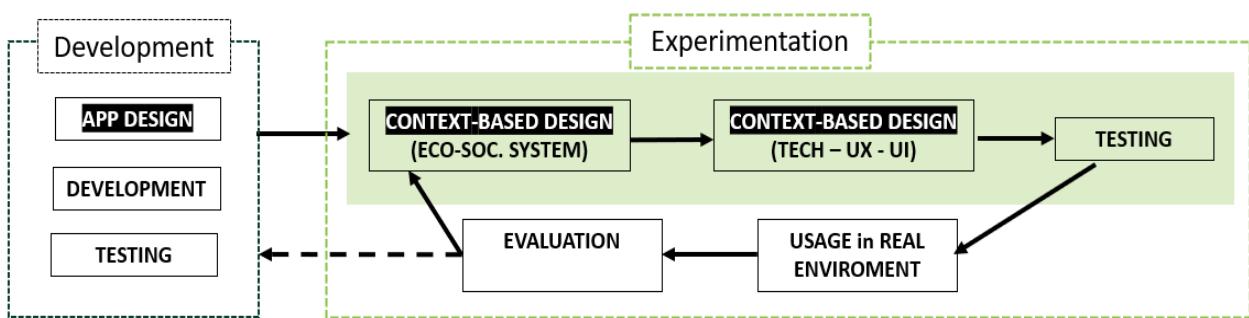 Development
Experimentation
APP DESIGN
DEVELOPMENT
TESTING
CONTEXT-BASED DESIGN
(ECO-SOC. SYSTEM)
CONTEXT-BASED DESIGN
(TECH – UX - UI)
TESTING
EVALUATION
USAGE in REAL
ENVIROMENT